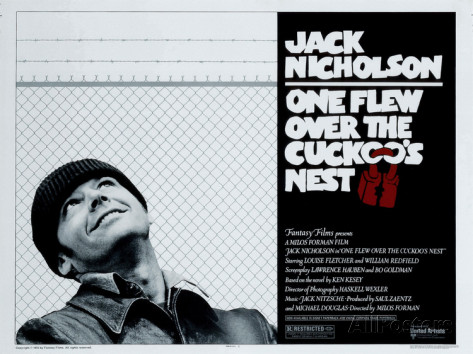 JACK
NICHOLSON
ONE FLEW
OVER THE
CUCKOO'S
NEST
Fantasy Films presents
A MILOS FORMAN FILM
JACK NICHOLSON in "ONE FLEW OVER THE CUCKOO'S NEST"
Starring LOUISE FLETCHER and WILLIAM REDFIELD
Screenplay LAWRENCE HAUBEN and BO GOLDMAN
Based on the novel by KEN KESEY
Director of Photography HASKELL WEXLER
Music · JACK NITZSCHE · Produced by SAUL ZAENTZ
and MICHAEL DOUGLAS · Directed by MILOS FORMAN
R RESTRICTED
United Artists
AllPosters